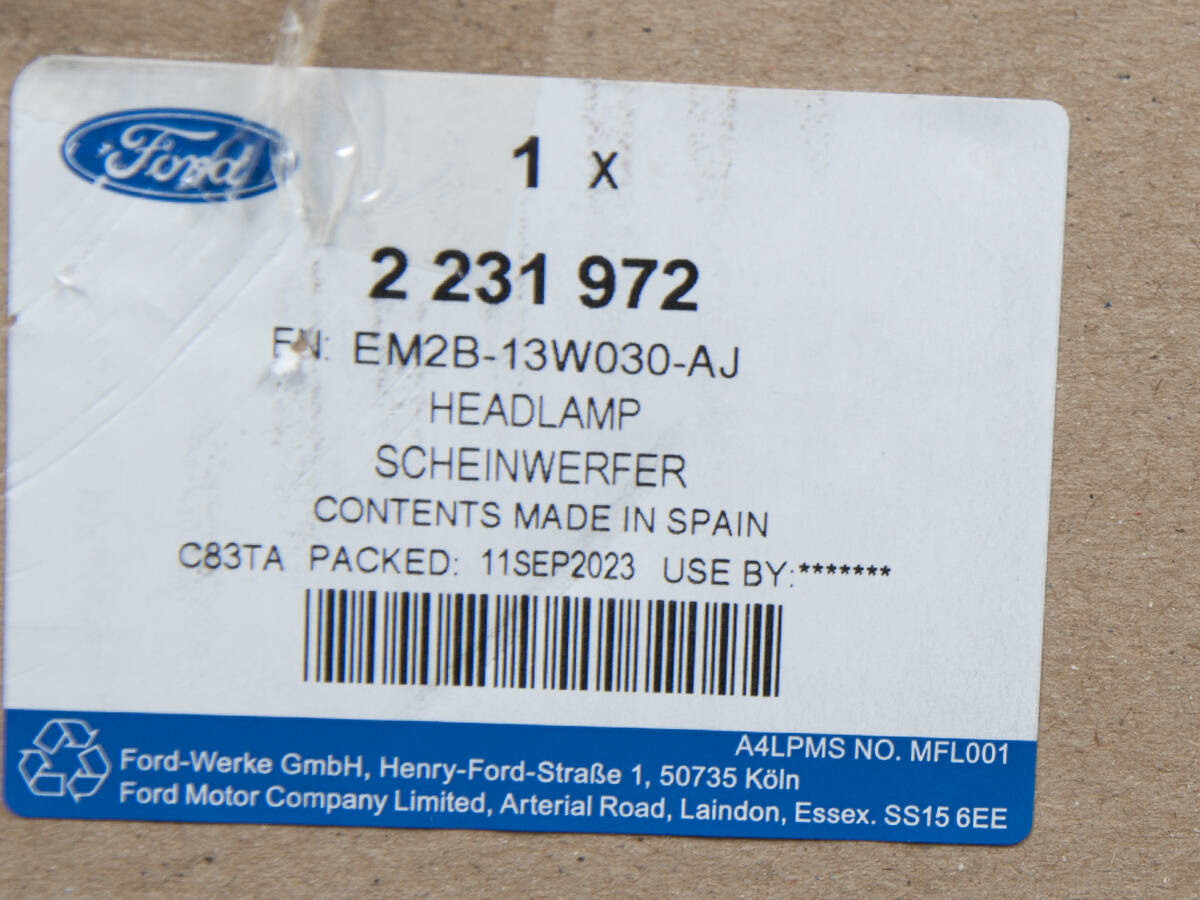 Ford
1 X
2 231 972
EN: EM2B-13W030-AJ
HEADLAMP
SCHEINWERFER
CONTENTS MADE IN SPAIN
C83TA PACKED: 11SEP2023 USE BY:*******
A4LPMS NO. MFL001
Ford-Werke GmbH, Henry-Ford-Straße 1, 50735 Köln
Ford Motor Company Limited, Arterial Road, Laindon, Essex. SS15 6EE